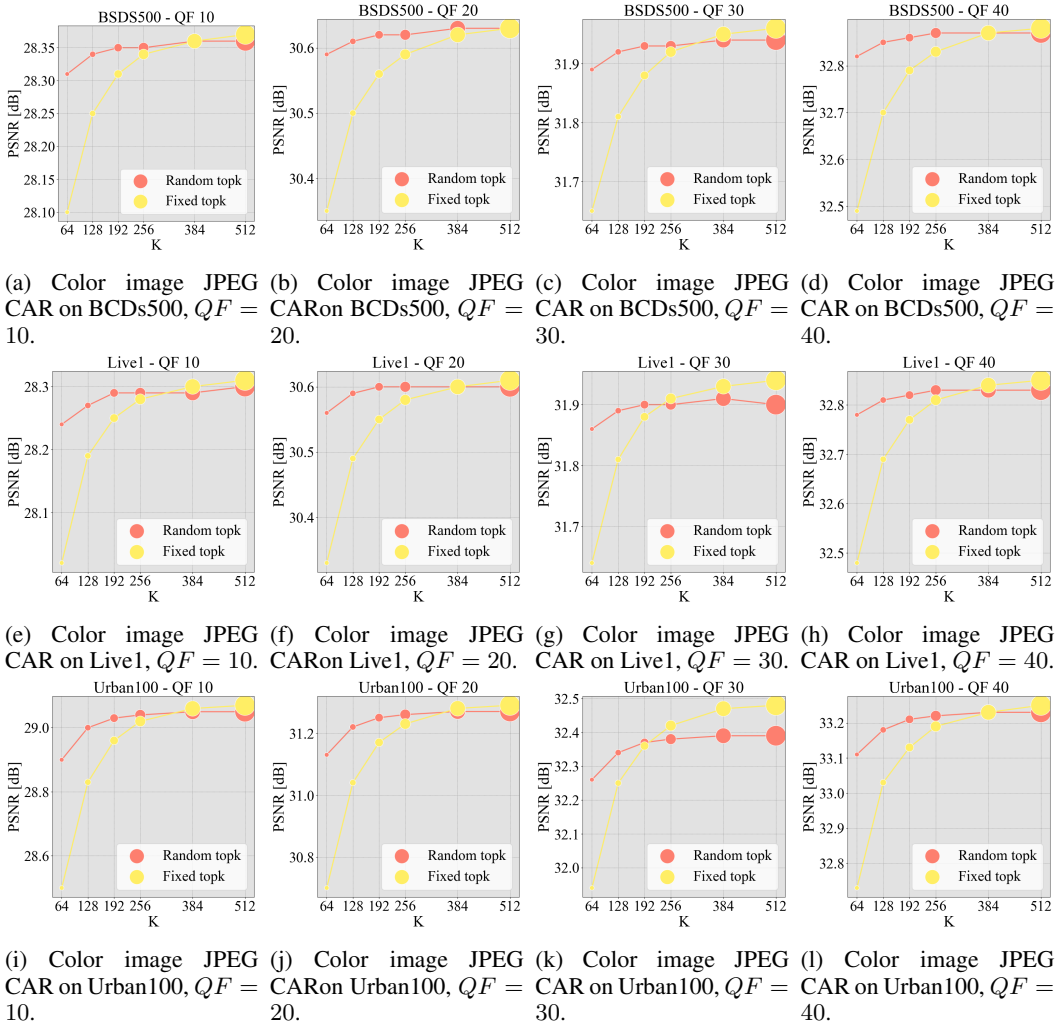 BSDS500 - QF 10
PSNR [dB]
28.35
28.30
28.25
28.20
28.15
28.10
Random topk
Fixed topk
64 128 192 256 384 512
K
BSDS500 - QF 20
PSNR [dB]
30.6
30.5
30.4
Random topk
Fixed topk
64 128 192 256 384 512
K
BSDS500 - QF 30
PSNR [dB]
31.9
31.8
31.7
Random topk
Fixed topk
64 128 192 256 384 512
K
BSDS500 - QF 40
PSNR [dB]
32.8
32.7
32.6
32.5
Random topk
Fixed topk
64 128 192 256 384 512
K
(a) Color image JPEG
CAR on BCDs500, QF =
10.
(b) Color image JPEG
CARon BCDs500, QF =
20.
(c) Color image JPEG
CAR on BCDs500, QF =
30.
(d) Color image JPEG
CAR on BCDs500, QF =
40.
Live1 - QF 10
PSNR [dB]
28.3
28.2
28.1
Random topk
Fixed topk
64 128 192 256 384 512
K
Live1 - QF 20
PSNR [dB]
30.6
30.5
30.4
Random topk
Fixed topk
64 128 192 256 384 512
K
Live1 - QF 30
PSNR [dB]
31.9
31.8
31.7
Random topk
Fixed topk
64 128 192 256 384 512
K
Live1 - QF 40
PSNR [dB]
32.8
32.7
32.6
32.5
Random topk
Fixed topk
64 128 192 256 384 512
K
(e) Color image JPEG
CAR on Live1, QF = 10.
(f) Color image JPEG
CARon Live1, QF = 20.
(g) Color image JPEG
CAR on Live1, QF = 30.
(h) Color image JPEG
CAR on Live1, QF = 40.
Urban100 - QF 10
PSNR [dB]
29.0
28.8
28.6
Random topk
Fixed topk
64 128 192 256 384 512
K
Urban100 - QF 20
PSNR [dB]
31.2
31.0
30.8
Random topk
Fixed topk
64 128 192 256 384 512
K
Urban100 - QF 30
PSNR [dB]
32.5
32.4
32.3
32.2
32.1
32.0
Random topk
Fixed topk
64 128 192 256 384 512
K
Urban100 - QF 40
PSNR [dB]
33.2
33.1
33.0
32.9
32.8
Random topk
Fixed topk
64 128 192 256 384 512
K
(i) Color image JPEG
CAR on Urban100, QF =
10.
(j) Color image JPEG
CARon Urban100, QF =
20.
(k) Color image JPEG
CAR on Urban100, QF =
30.
(l) Color image JPEG
CAR on Urban100, QF =
40.